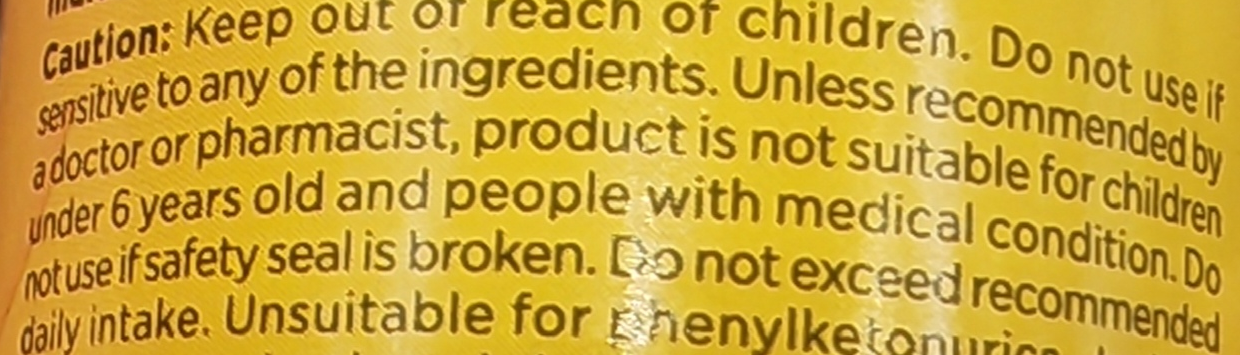 Caution: Keep out of reach of children. Do not use if
sensitive to any of the ingredients. Unless recommended by
a doctor or pharmacist, product is not suitable for children
under 6 years old and people with medical condition. Do
not use if safety seal is broken. Do not exceed recommended
daily intake. Unsuitable for